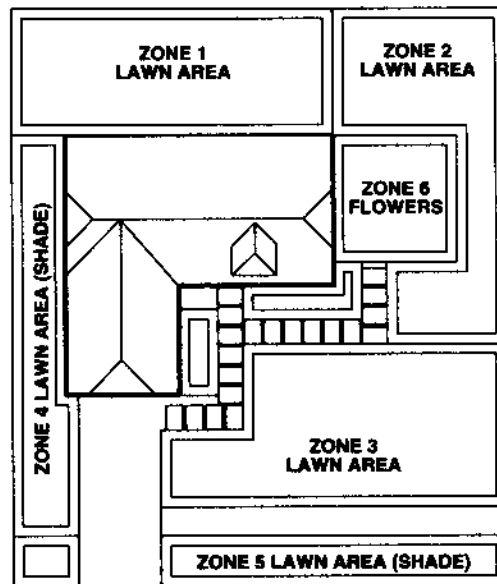 ZONE 1
LAWN AREA
ZONE 2
LAWN AREA
ZONE 6
FLOWERS
ZONE 4 LAWN AREA (SHADE)
ZONE 3
LAWN AREA
ZONE 5 LAWN AREA (SHADE)